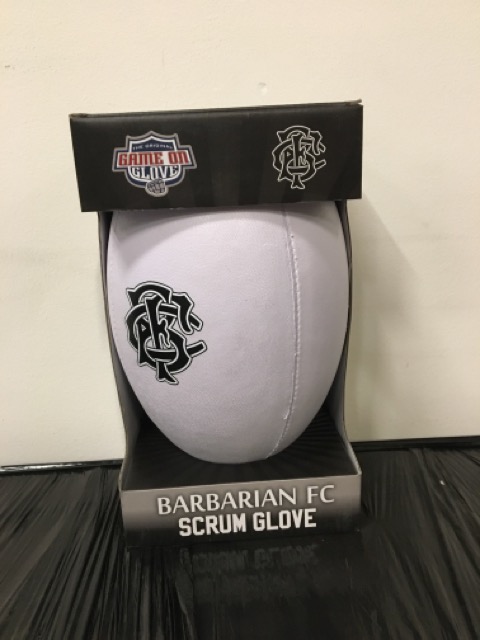 THE ORIGINAL
GAME ON
GLOVE
BARBARIAN FC
SCRUM GLOVE